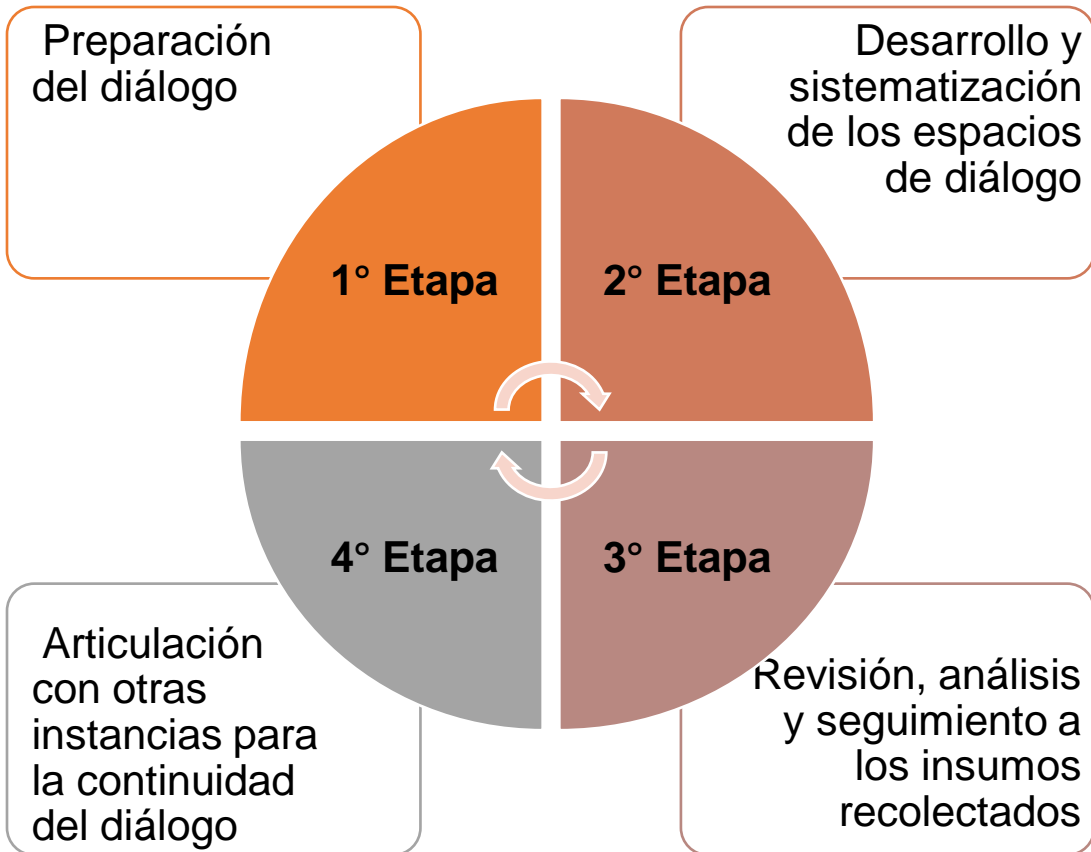 Preparación
del diálogo
Desarrollo y
sistematización
de los espacios
de diálogo
1° Etapa
2° Etapa
4° Etapa
3° Etapa
Articulación
con otras
instancias para
la continuidad
del diálogo
Revisión, análisis
y seguimiento a
los insumos
recolectados